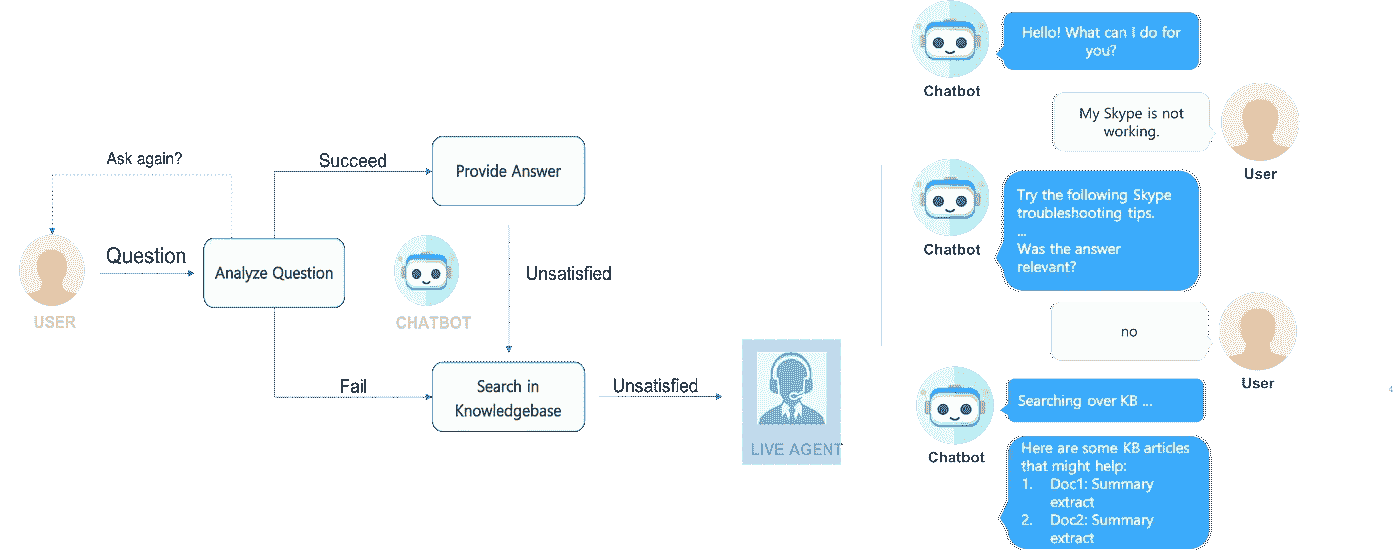 Ask again?
Succeed
Provide Answer
Question
Analyze Question
USER
CHATBOT
Unsatisfied
Fail
Search in
Knowledgebase
Unsatisfied
LIVE AGENT
Hello! What can I do for
you?
Chatbot
My Skype is not
working.
User
Try the following Skype
troubleshooting tips.
...
Was the answer
relevant?
Chatbot
no
User
Searching over KB ...
Chatbot
Here are some KB articles
that might help:
1. Doc1: Summary
extract
2. Doc2: Summary
extract